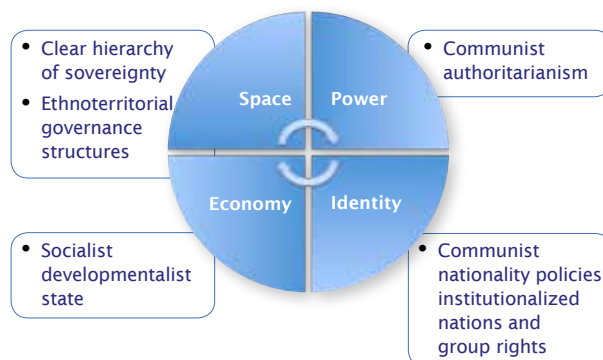 • Clear hierarchy
of sovereignty
• Ethnoterritorial
governance
structures
Space
Power
• Communist
authoritarianism
Economy
Identity
• Socialist
developmentalist
state
• Communist
nationality policies
institutionalized
nations and
group rights